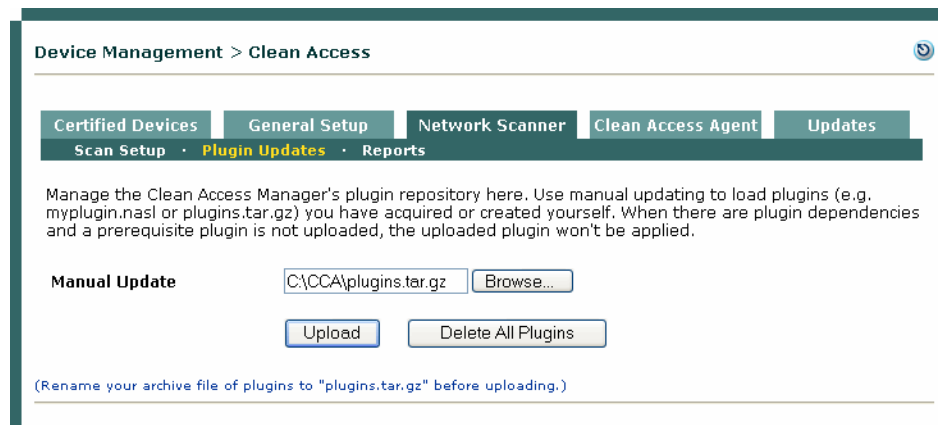 Device Management > Clean Access
Certified Devices General Setup Network Scanner Clean Access Agent Updates
Scan Setup · Plugin Updates · Reports
Manage the Clean Access Manager's plugin repository here. Use manual updating to load plugins (e.g.
myplugin.nasl or plugins.tar.gz) you have acquired or created yourself. When there are plugin dependencies
and a prerequisite plugin is not uploaded, the uploaded plugin won't be applied.
Manual Update C:\CCA\plugins.tar.gz Browse...
Upload Delete All Plugins
(Rename your archive file of plugins to "plugins.tar.gz" before uploading.)